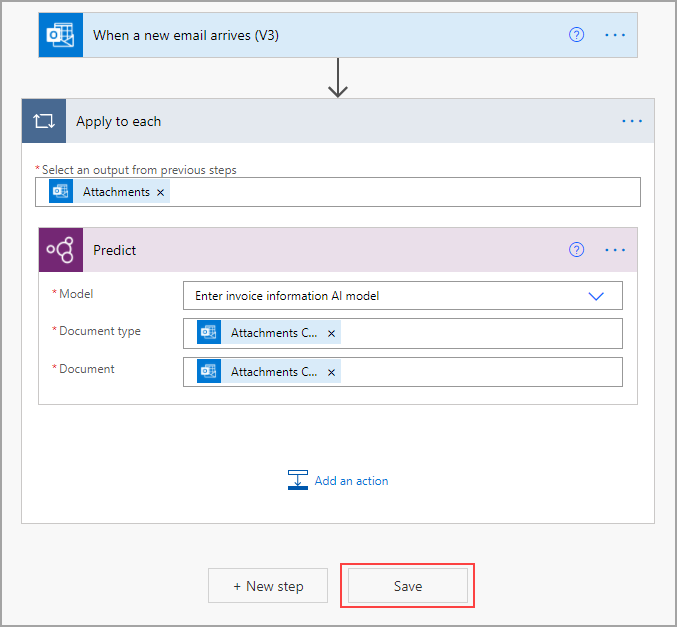 When a new email arrives (V3)
Apply to each
* Select an output from previous steps
Attachments ×
Predict
* Model
Enter invoice information AI model
* Document type
Attachments C... ×
* Document
Attachments C... ×
Add an action
+ New step
Save